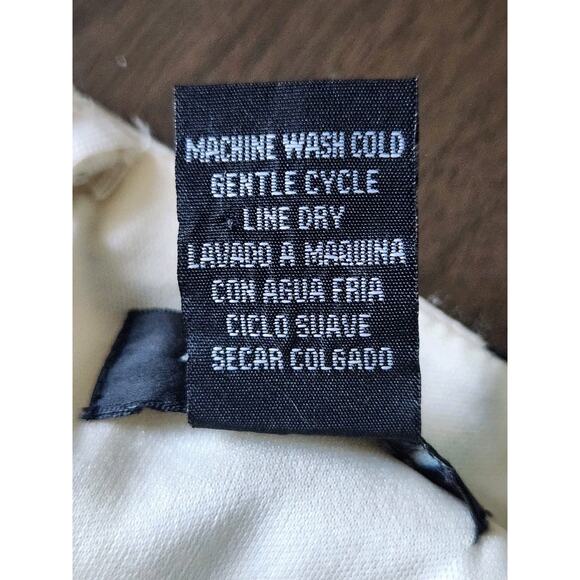 MACHINE WASH COLD
GENTLE CYCLE
LINE DRY
LAVADO A MAQUINA
CON AGUA FRIA
CICLO SUAVE
SECAR COLGADO